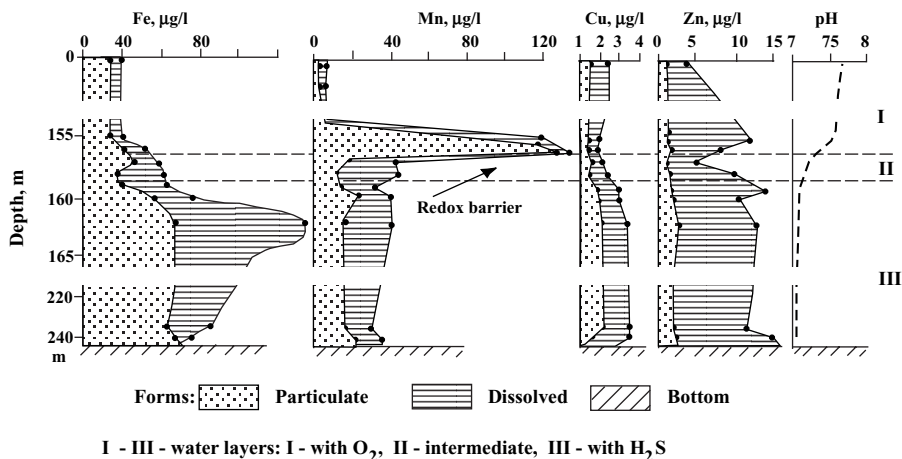 Fe, µg/l Mn, µg/l Cu, µg/l Zn, µg/l pH
0 40 80 0 40 80 120 1 2 3 4 0 5 10 15 7 75 8
0
I
155
II
Redox barrier
160
Depth, m
165
III
220
240
m
Forms: Particulate Dissolved Bottom
I - III - water layers: I - with O2, II - intermediate, III - with H2S